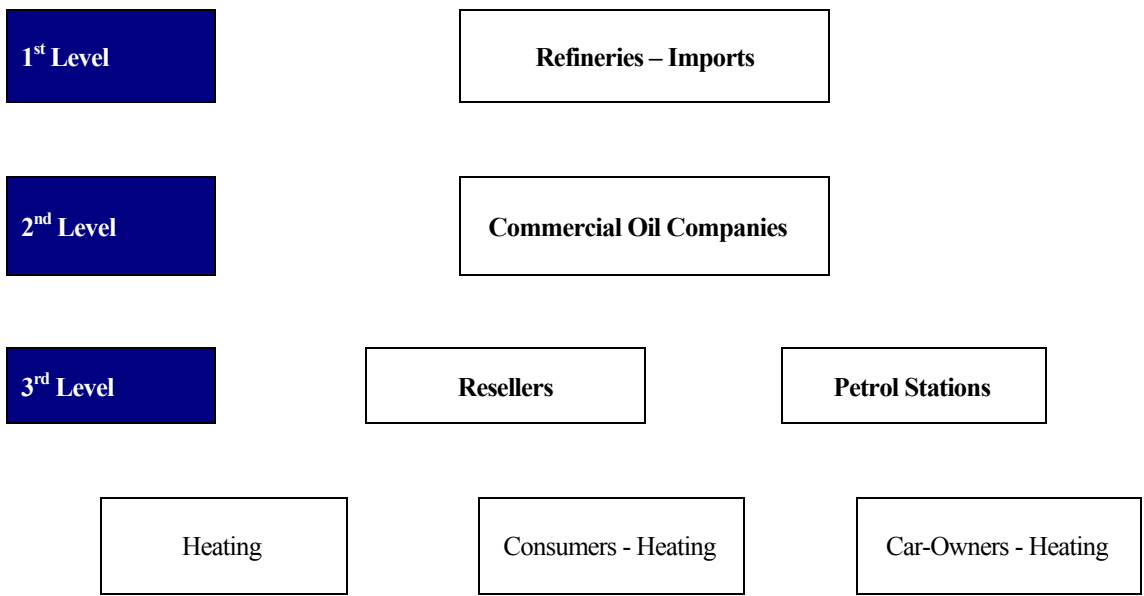 1st Level
Refineries – Imports
2nd Level
Commercial Oil Companies
3rd Level
Resellers
Petrol Stations
Heating
Consumers - Heating
Car-Owners - Heating